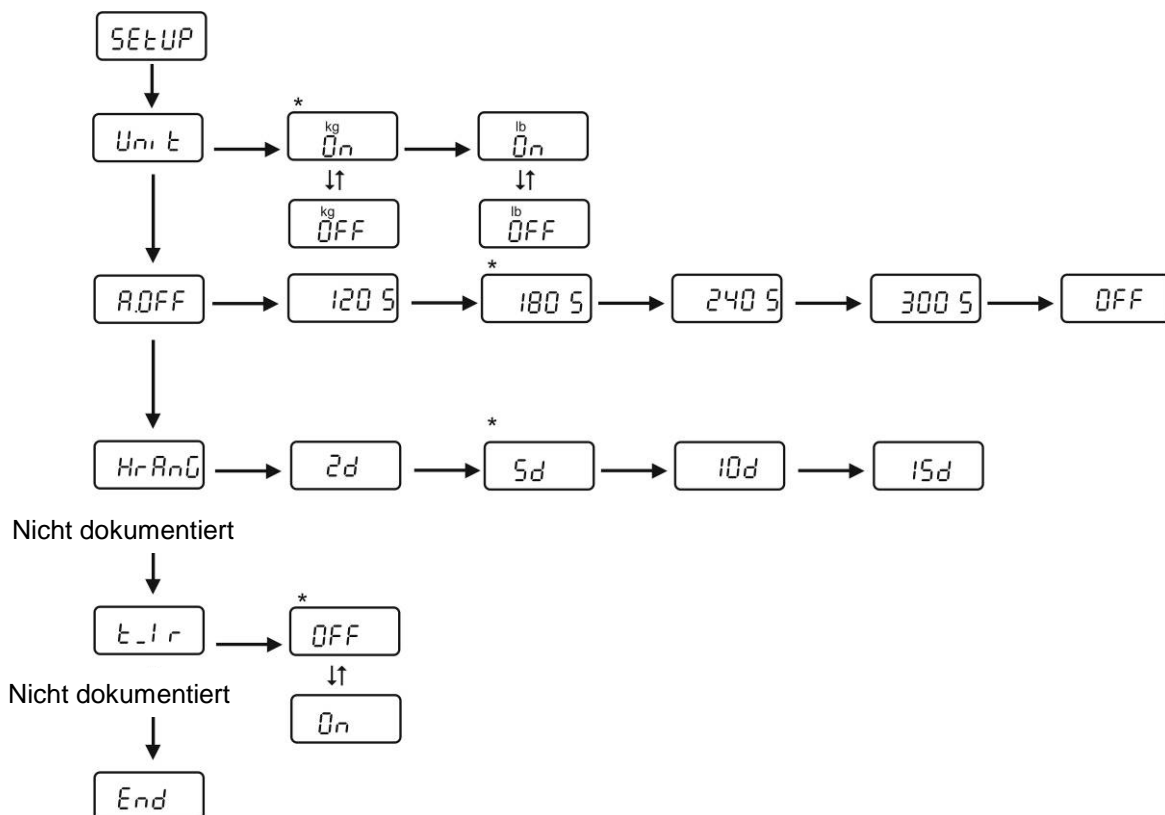 SEtUP
*
Unit
kg
On
lb
On
kg
OFF
lb
OFF
*
A.OFF
120 S
180 S
240 S
300 S
OFF
*
HrAnG
2d
5d
10d
15d
Nicht dokumentiert
*
t_Ir
OFF
Nicht dokumentiert
On
End